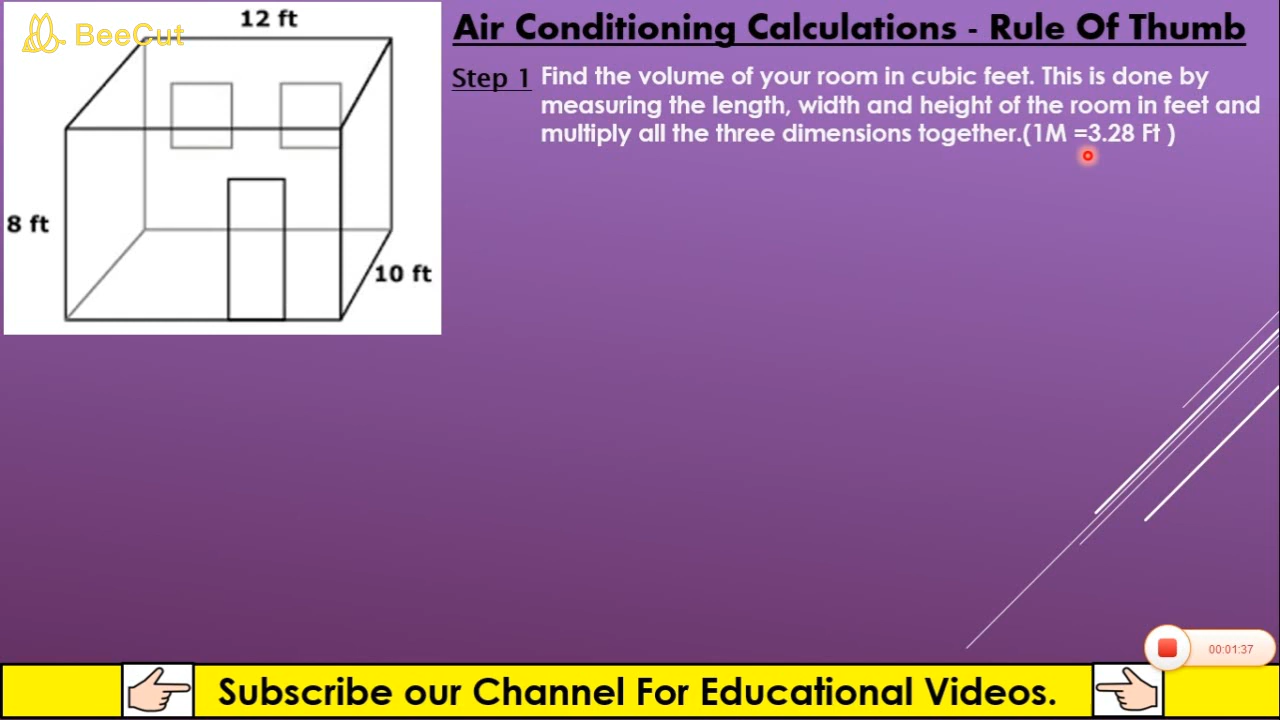 BeeCut
12 ft
8 ft
10 ft
Air Conditioning Calculations - Rule Of Thumb
Step 1 Find the volume of your room in cubic feet. This is done by
measuring the length, width and height of the room in feet and
multiply all the three dimensions together.(1M =3.28 Ft )
00:01:37
Subscribe our Channel For Educational Videos.